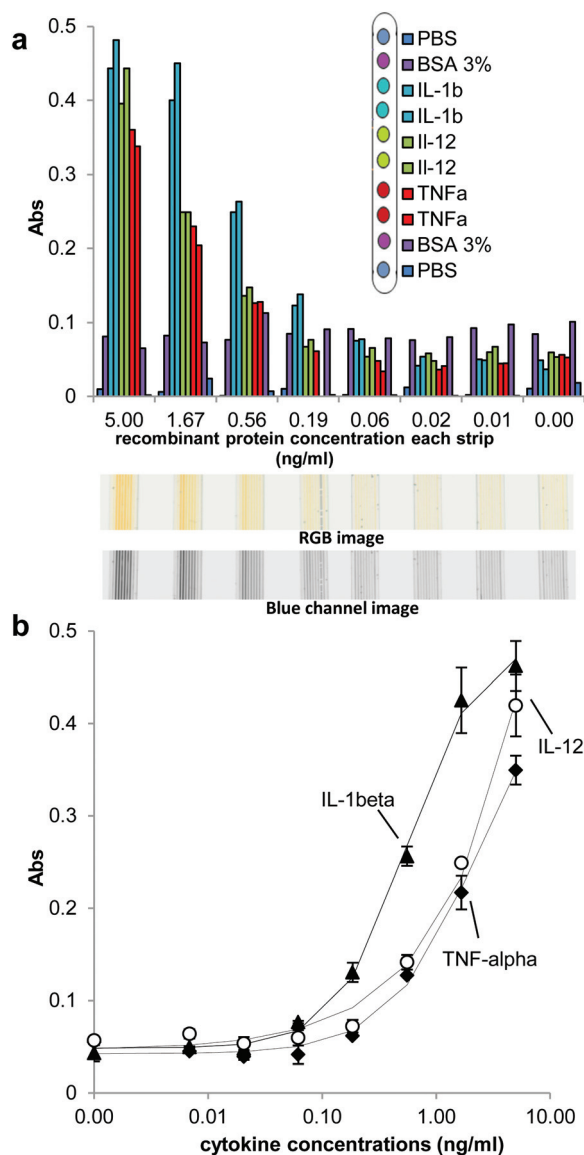 a
0.5
0.4
0.3
0.2
0.1
0
Abs
PBS
BSA 3%
IL-1b
IL-1b
Il-12
Il-12
TNFa
TNFa
BSA 3%
PBS
5.00 1.67 0.56 0.19 0.06 0.02 0.01 0.00
recombinant protein concentration each strip
(ng/ml)
RGB image
Blue channel image
b
0.5
0.4
0.3
0.2
0.1
0
Abs
IL-1beta
IL-12
TNF-alpha
0.00 0.01 0.10 1.00 10.00
cytokine concentrations (ng/ml)